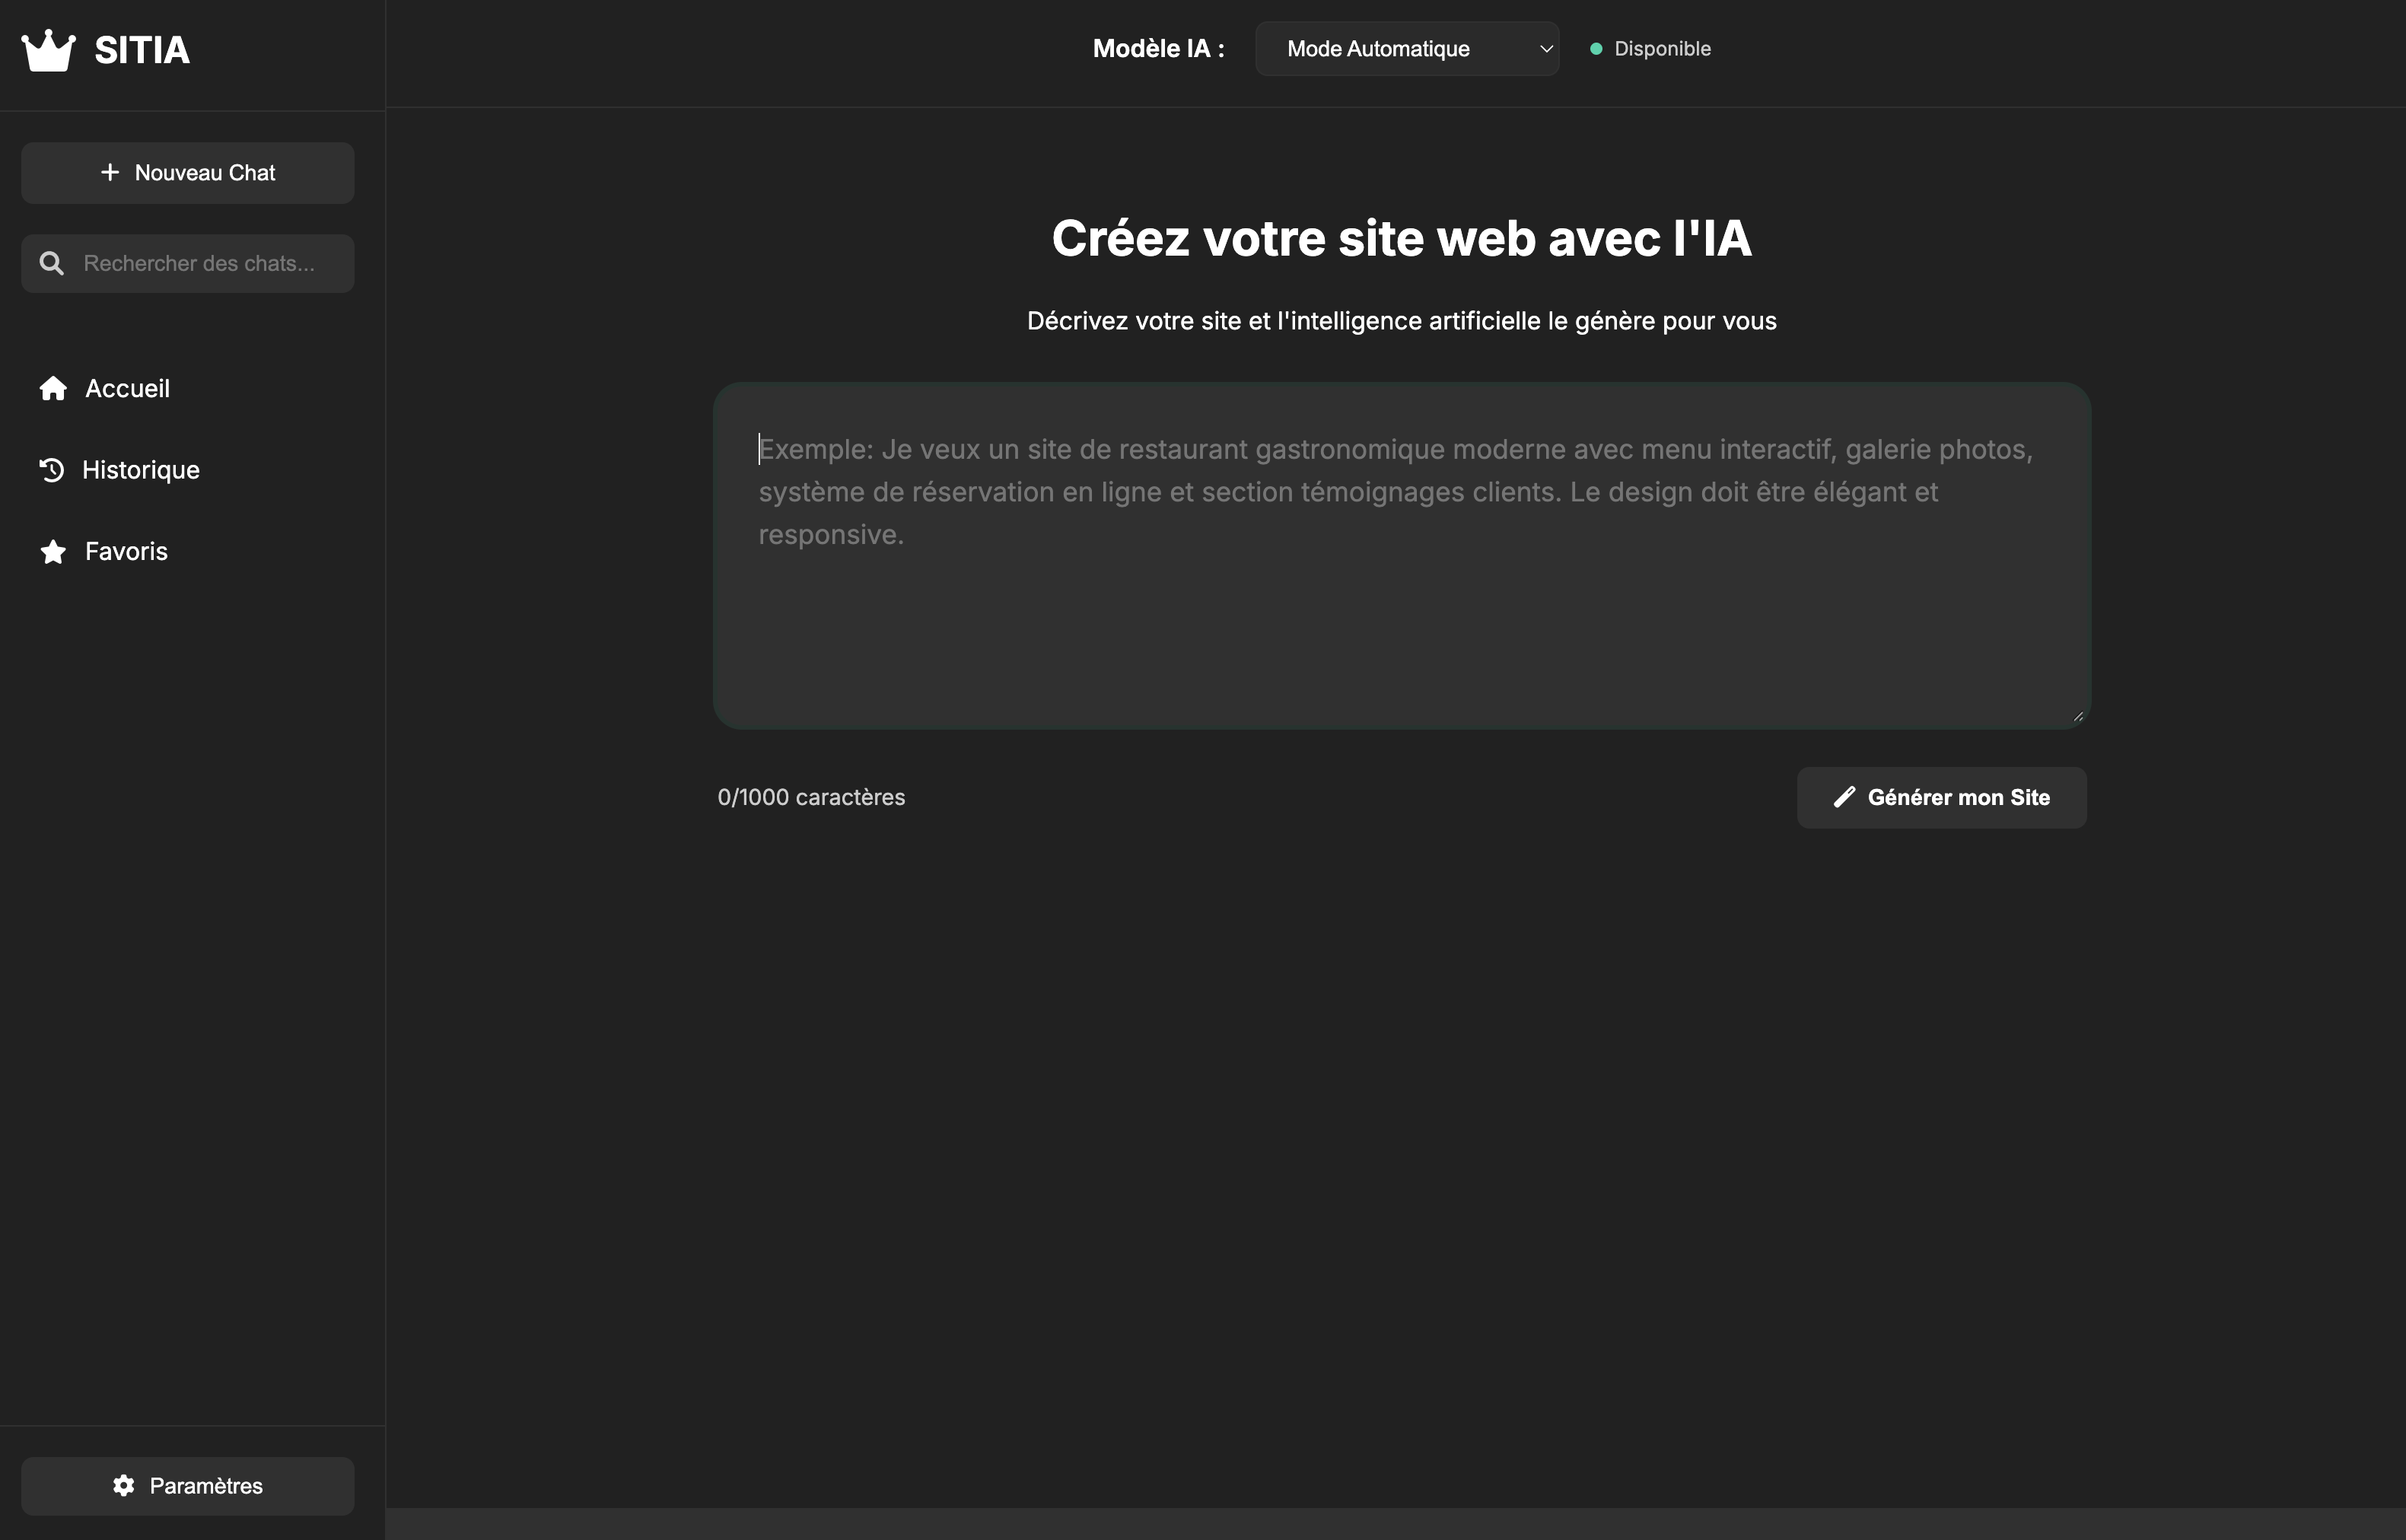 SITIA
Nouveau Chat
Rechercher des chats...
Accueil
Historique
Favoris
Paramètres
Modèle IA :
Mode Automatique
Disponible
Créez votre site web avec l'IA
Décrivez votre site et l'intelligence artificielle le génère pour vous
Exemple: Je veux un site de restaurant gastronomique moderne avec menu interactif, galerie photos,
système de réservation en ligne et section témoignages clients. Le design doit être élégant et
responsive.
0/1000 caractères
Générer mon Site